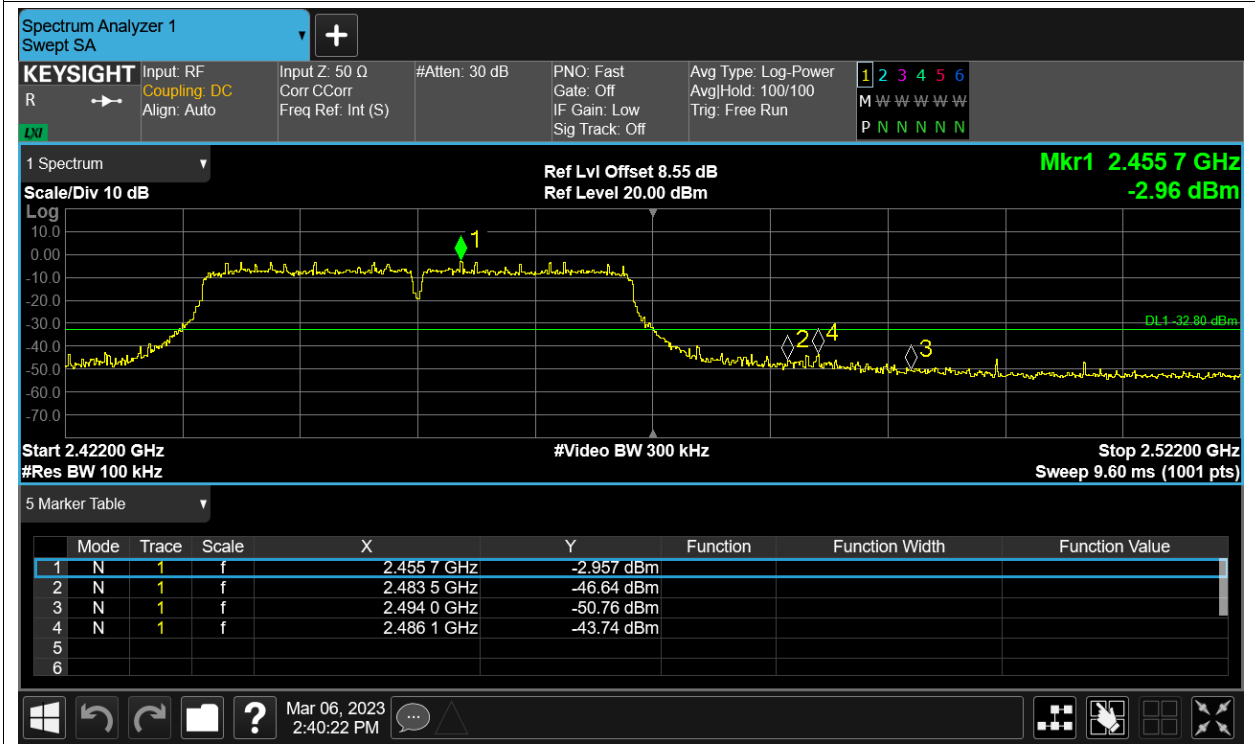 Spectrum Analyzer 1
Swept SA
KEYSIGHT
R
LXI
Input: RF
Coupling: DC
Align: Auto
Input Z: 50 Ω
Corr CCorr
Freq Ref: Int (S)
#Atten: 30 dB
PNO: Fast
Gate: Off
IF Gain: Low
Sig Track: Off
Avg Type: Log-Power
Avg|Hold: 100/100
Trig: Free Run
1 2 3 4 5 6
M W W W W W
P N N N N N
1 Spectrum
Scale/Div 10 dB
Ref Lvl Offset 8.55 dB
Ref Level 20.00 dBm
Mkr1 2.455 7 GHz
-2.96 dBm
Log
10.0
0.00
-10.0
-20.0
-30.0
-40.0
-50.0
-60.0
-70.0
1
2
4
3
DL1 -32.80 dBm
Start 2.42200 GHz
#Res BW 100 kHz
#Video BW 300 kHz
Stop 2.52200 GHz
Sweep 9.60 ms (1001 pts)
5 Marker Table
Mode Trace Scale X Y Function Function Width Function Value
1 N 1 f 2.455 7 GHz -2.957 dBm
2 N 1 f 2.483 5 GHz -46.64 dBm
3 N 1 f 2.494 0 GHz -50.76 dBm
4 N 1 f 2.486 1 GHz -43.74 dBm
5
6
?
Mar 06, 2023
2:40:22 PM